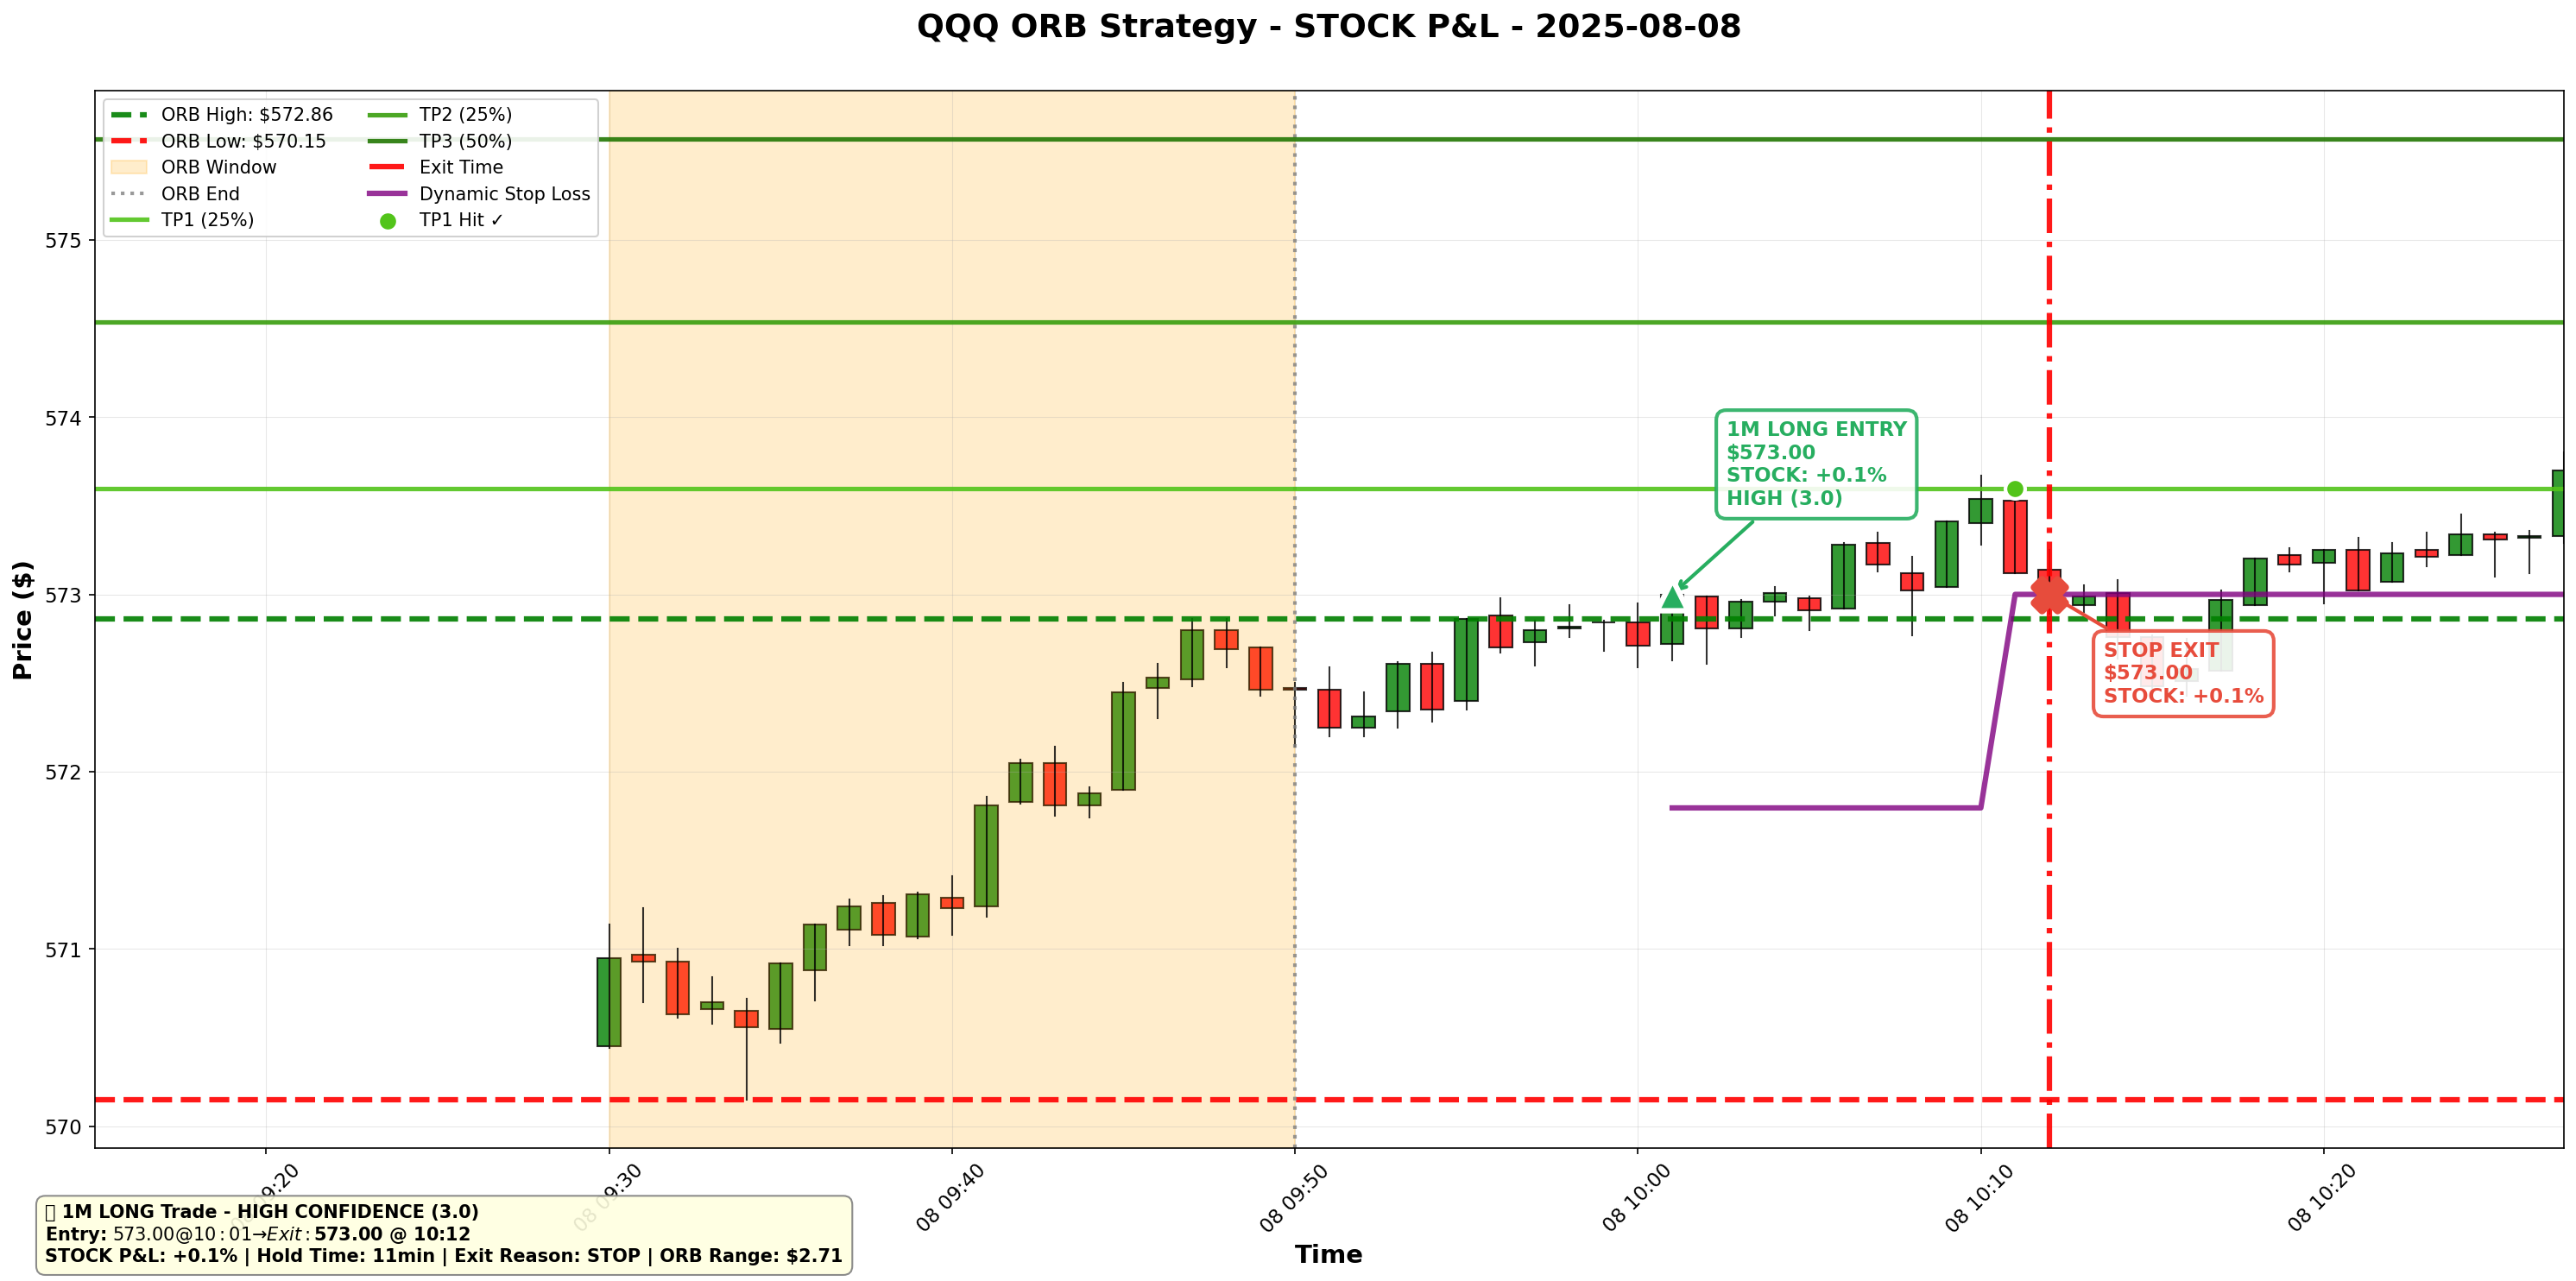 QQQ ORB Strategy - STOCK P&L - 2025-08-08
ORB High: $572.86
ORB Low: $570.15
ORB Window
ORB End
TP1 (25%)
TP2 (25%)
TP3 (50%)
Exit Time
Dynamic Stop Loss
TP1 Hit ✓
Price ($)
575
574
573
572
571
570
1M LONG ENTRY
$573.00
STOCK: +0.1%
HIGH (3.0)
STOP EXIT
$573.00
STOCK: +0.1%
08 09:20
08 09:30
08 09:40
08 09:50
08 10:00
08 10:10
08 10:20
Time
1M LONG Trade - HIGH CONFIDENCE (3.0)
Entry: 573.00@10:01→Exit:573.00 @ 10:12
STOCK P&L: +0.1% | Hold Time: 11min | Exit Reason: STOP | ORB Range: $2.71